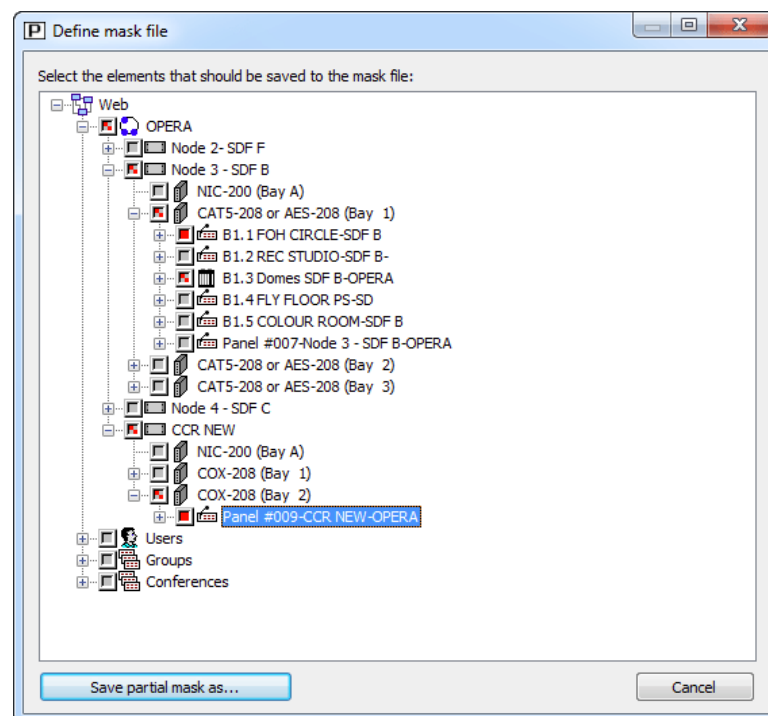 P Define mask file
Select the elements that should be saved to the mask file:
Web
OPERA
Node 2- SDF F
Node 3 - SDF B
NIC-200 (Bay A)
CAT5-208 or AES-208 (Bay 1)
B1.1 FOH CIRCLE-SDF B
B1.2 REC STUDIO-SDF B-
B1.3 Domes SDF B-OPERA
B1.4 FLY FLOOR PS-SD
B1.5 COLOUR ROOM-SDF B
Panel #007-Node 3 - SDF B-OPERA
CAT5-208 or AES-208 (Bay 2)
CAT5-208 or AES-208 (Bay 3)
Node 4 - SDF C
CCR NEW
NIC-200 (Bay A)
COX-208 (Bay 1)
COX-208 (Bay 2)
Panel #009-CCR NEW-OPERA
Users
Groups
Conferences
Save partial mask as... Cancel